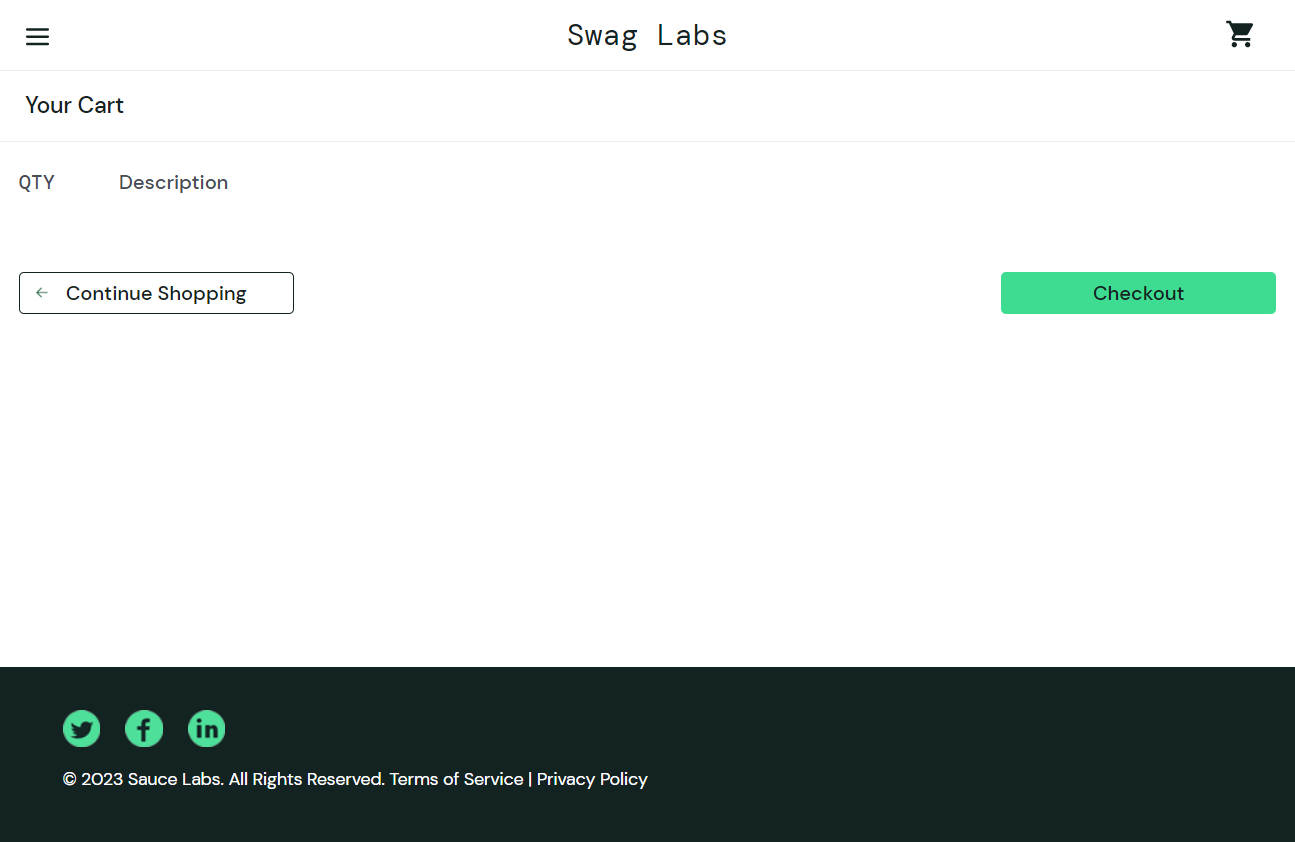 Swag Labs
Your Cart
QTY Description
Continue Shopping Checkout
© 2023 Sauce Labs. All Rights Reserved. Terms of Service | Privacy Policy